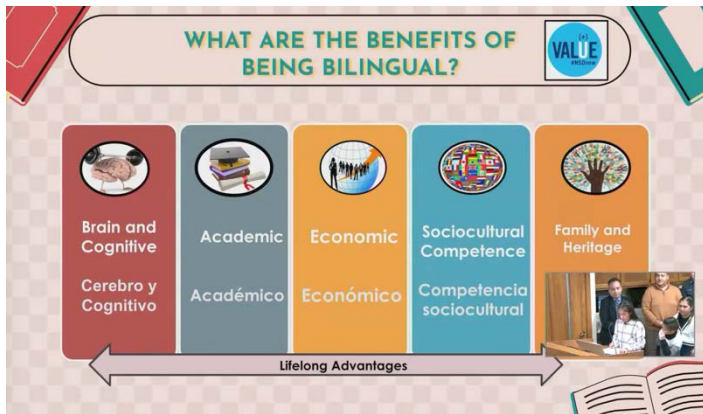 WHAT ARE THE BENEFITS OF
BEING BILINGUAL?
VALUE
#NSDnow
Brain and
Cognitive
Cerebro y
Cognitivo
Academic
Académico
Economic
Económico
Sociocultural
Competence
Competencia
sociocultural
Family and
Heritage
Lifelong Advantages